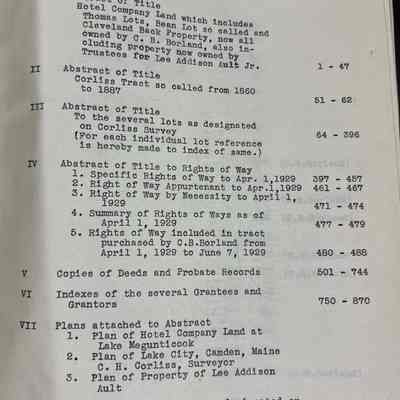 of Title
Hotel Company Land which includes
Thomas Lots, Bean Lot so called and
Cleveland Back Property, now all
owned by C. B. Borland, also in-
cluding property now owned by
Trustees for Lee Addison Ault Jr. 1 - 47
II Abstract of Title
Corliss Tract so called from 1860
to 1887 51 - 62
III Abstract of Title
To the several lots as designated
on Corliss Survey 64 - 396
(For each individual lot reference
is hereby made to index of same.)
IV Abstract of Title to Rights of Way
1. Specific Rights of Way to Apr. 1,1929 397 - 457
2. Right of Way Appurtenant to Apr.1,1929 461 - 467
3. Right of Way by Necessity to April 1,
1929 471 - 474
4. Summary of Rights of Ways as of
April 1, 1929 477 - 479
5. Rights of Way included in tract
purchased by C.B.Borland from
April 1, 1929 to June 7, 1929 480 - 488
V Copies of Deeds and Probate Records 501 - 744
VI Indexes of the several Grantees and
Grantors 750 - 870
VII Plans attached to Abstract
1. Plan of Hotel Company Land at
Lake Megunticook
2. Plan of Lake City, Camden, Maine
C. H. Corliss, Surveyor
3. Plan of Property of Lee Addison
Ault